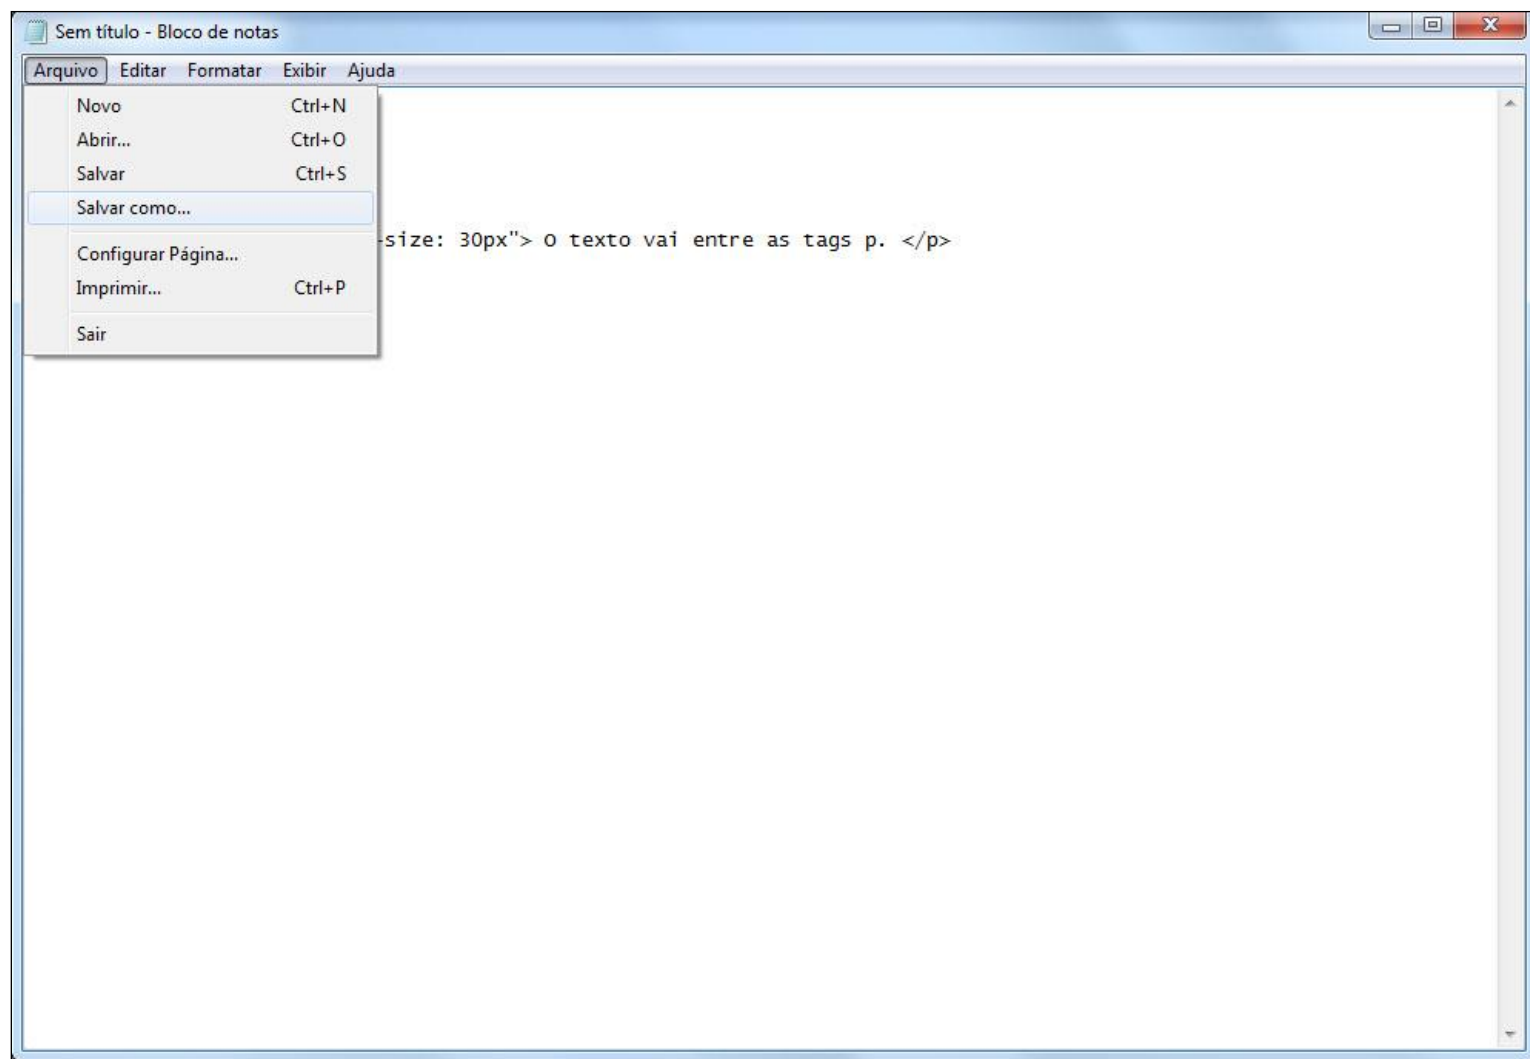 Sem título - Bloco de notas
Arquivo Editar Formatar Exibir Ajuda
Novo Ctrl+N
Abrir... Ctrl+O
Salvar Ctrl+S
Salvar como...
-size: 30px"> O texto vai entre as tags p. </p>
Configurar Página...
Imprimir... Ctrl+P
Sair